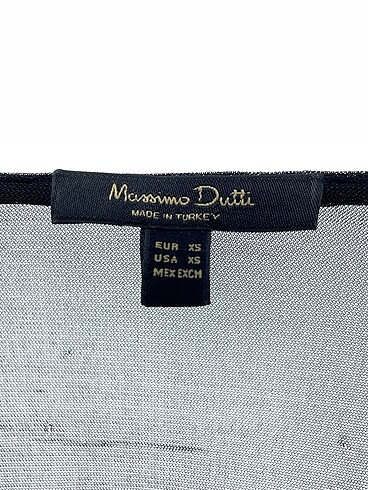 Massimo Dutti
MADE IN TURKEY
EUR XS
USA XS
MEX EXCH